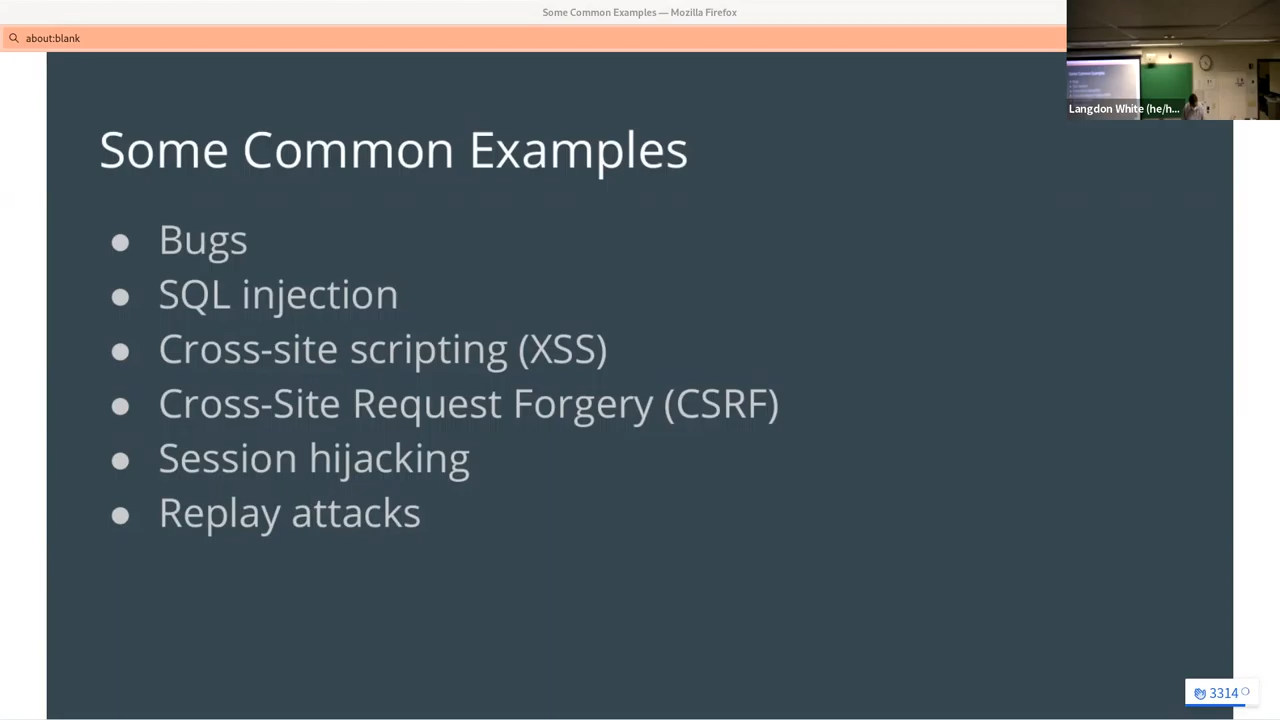 Some Common Examples — Mozilla Firefox
about:blank
Langdon White (he/h...
Some Common Examples
● Bugs
● SQL injection
● Cross-site scripting (XSS)
● Cross-Site Request Forgery (CSRF)
● Session hijacking
● Replay attacks
3314